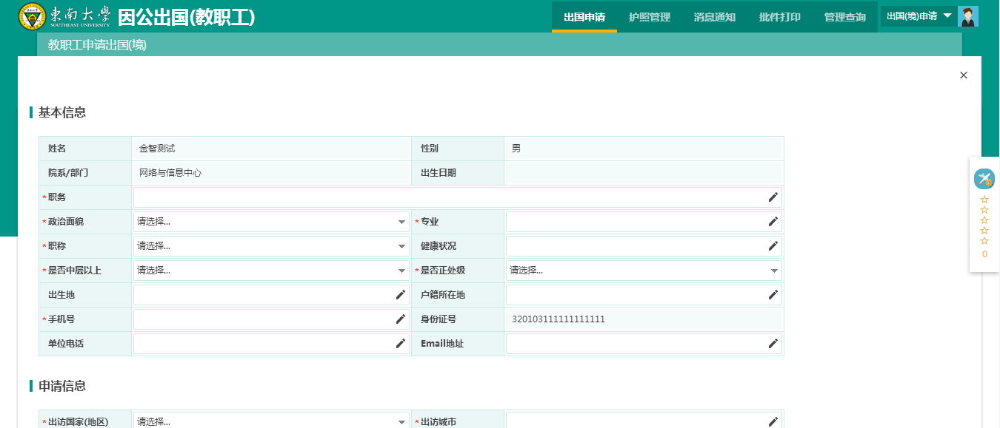 東南大學 因公出国(教职工) 出国申请 护照管理 消息通知 批件打印 管理查询 出国(境)申请
SOUTHEAST UNIVERSITY
教职工申请出国(境)
×
基本信息
姓名 金智测试 性别 男
院系/部门 网络与信息中心 出生日期
*职务
*政治面貌 请选择... *专业
*职称 请选择... 健康状况
*是否中层以上 请选择... *是否正处级 请选择...
出生地 户籍所在地
*手机号 身份证号 320103111111111111
单位电话 Email地址
0
申请信息
*出访国家(地区) 请选择... *出访城市